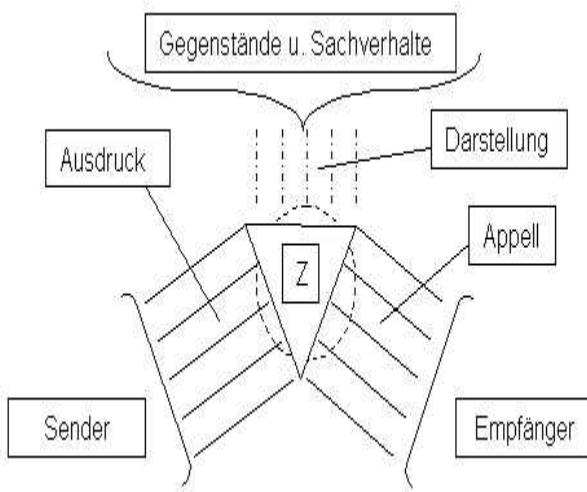 Gegenstände u. Sachverhalte
Darstellung
Ausdruck
Appell
Z
Sender
Empfänger